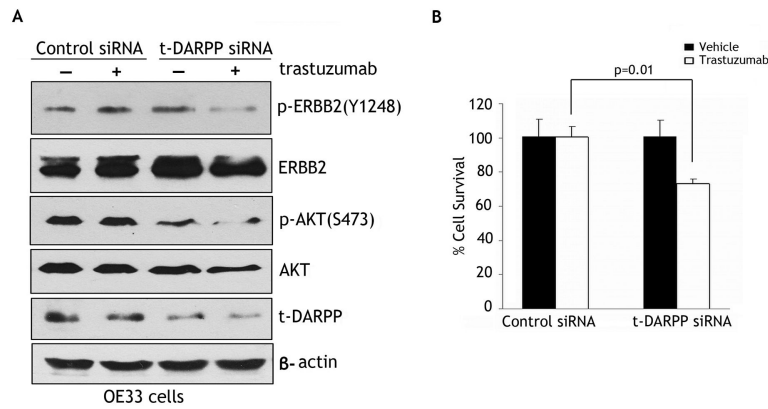 A
Control siRNA t-DARPP siRNA
– + – + trastuzumab
p-ERBB2(Y1248)
ERBB2
p-AKT(S473)
AKT
t-DARPP
β- actin
OE33 cells
B
Vehicle
Trastuzumab
p=0.01
% Cell Survival
120
100
80
60
40
20
0
Control siRNA t-DARPP siRNA